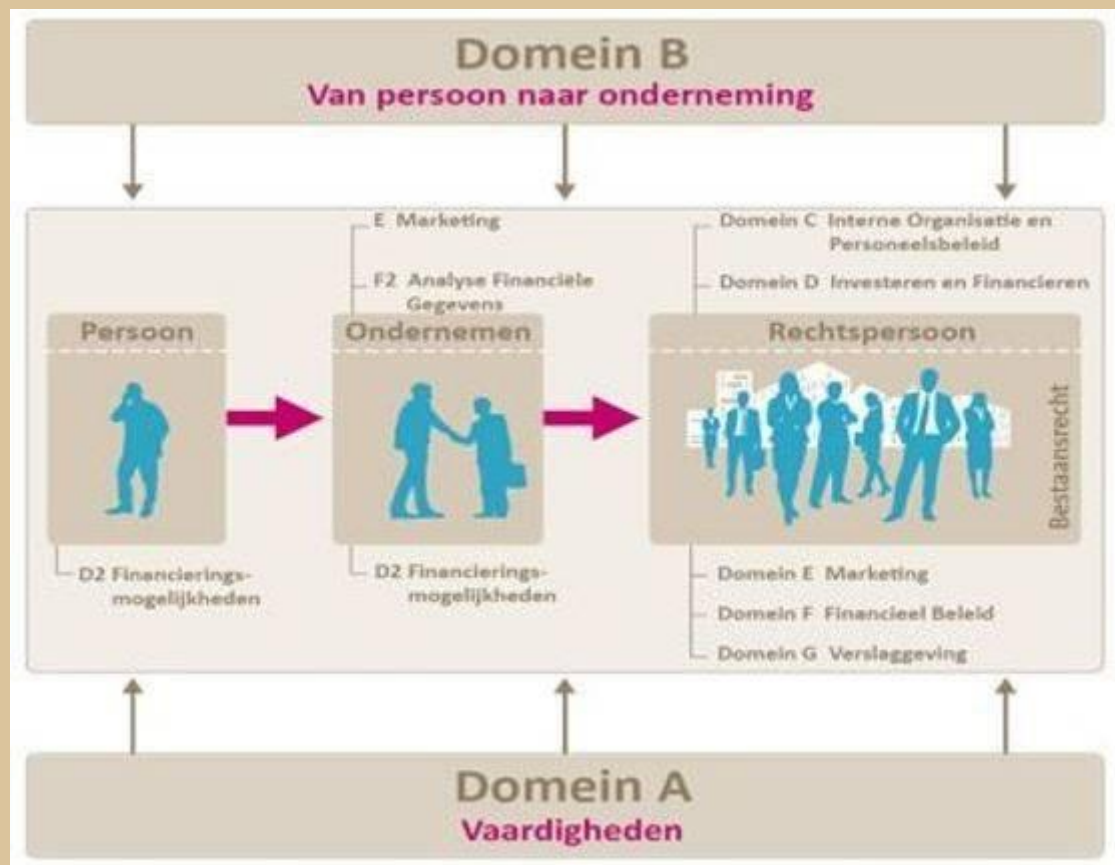 Domein B
Van persoon naar onderneming
E Marketing
F2 Analyse Financiële
Gegevens
Domein C Interne Organisatie en
Personeelsbeleid
Domein D Investeren en Financieren
Persoon
Ondernemen
Rechtspersoon
Bestaansrecht
D2 Financierings-
mogelijkheden
D2 Financierings-
mogelijkheden
Domein E Marketing
Domein F Financieel Beleid
Domein G Verslaggeving
Domein A
Vaardigheden